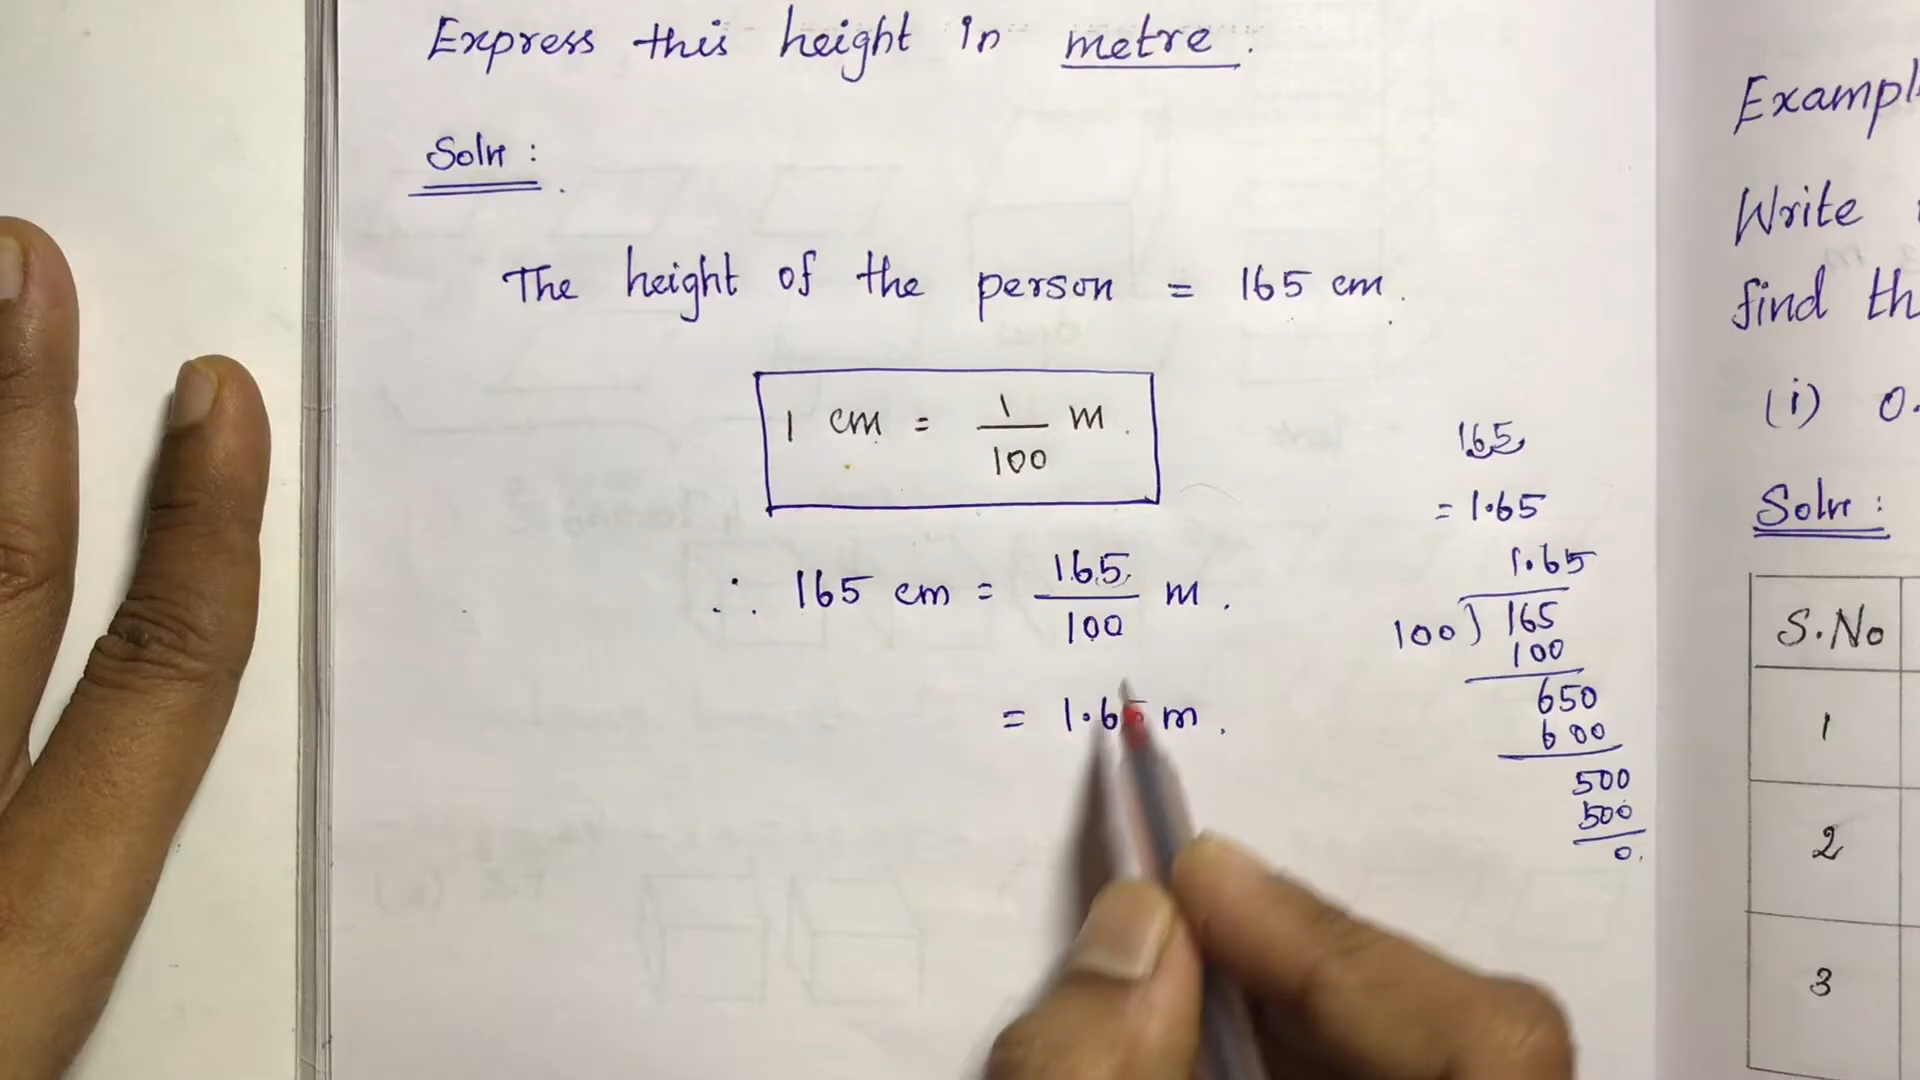 Express this height in metre.
Soln :
The height of the person = 165 cm.
1 cm = 1/100 m.
∴ 165 cm = 165/100 m.
= 1.65 m.
165
= 1.65
1.65
100 ) 165
100
650
600
500
500
0.
Exampl
Write
find th
(i) 0.
Soln :
S.No
1
2
3